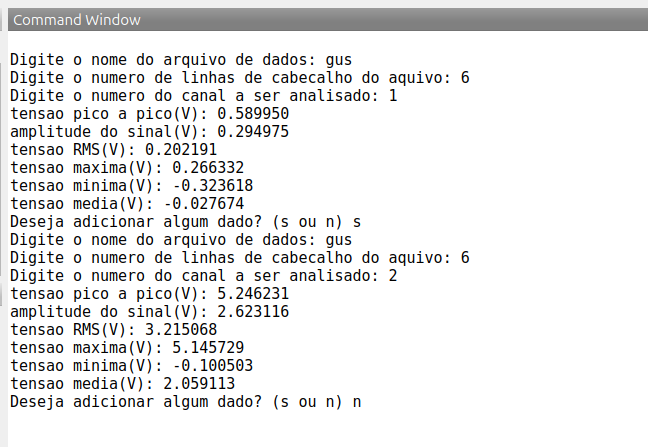 Command Window
Digite o nome do arquivo de dados: gus
Digite o numero de linhas de cabecalho do aquivo: 6
Digite o numero do canal a ser analisado: 1
tensao pico a pico(V): 0.589950
amplitude do sinal(V): 0.294975
tensao RMS(V): 0.202191
tensao maxima(V): 0.266332
tensao minima(V): -0.323618
tensao media(V): -0.027674
Deseja adicionar algum dado? (s ou n) s
Digite o nome do arquivo de dados: gus
Digite o numero de linhas de cabecalho do aquivo: 6
Digite o numero do canal a ser analisado: 2
tensao pico a pico(V): 5.246231
amplitude do sinal(V): 2.623116
tensao RMS(V): 3.215068
tensao maxima(V): 5.145729
tensao minima(V): -0.100503
tensao media(V): 2.059113
Deseja adicionar algum dado? (s ou n) n